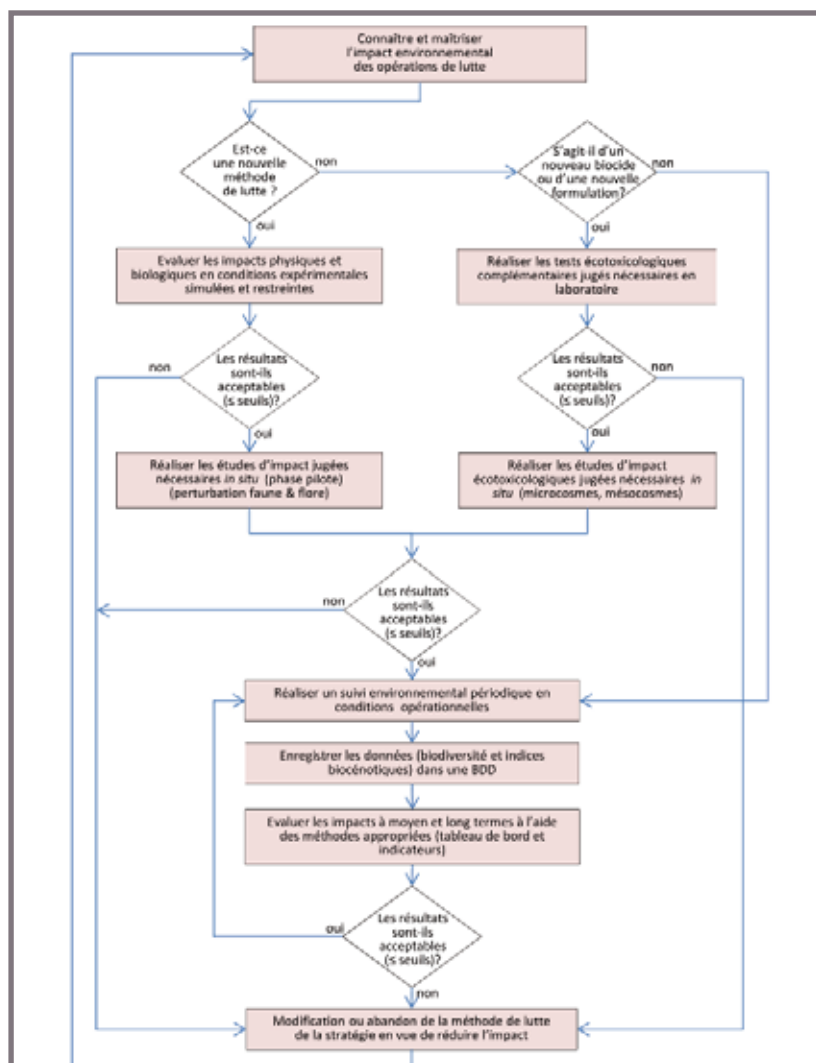 Connaître et maîtriser
l'impact environnemental
des opérations de lutte
Est-ce
une nouvelle
méthode
de lutte ?
non
S'agit-il d'un
nouveau biocide
ou d'une nouvelle
formulation?
non
oui
oui
Evaluer les impacts physiques et
biologiques en conditions expérimentales
simulées et restreintes
Réaliser les tests écotoxicologiques
complémentaires jugés nécessaires en
laboratoire
non
Les résultats
sont-ils
acceptables
(≤ seuils)?
Les résultats
sont-ils
acceptables
(≤ seuils)?
non
oui
oui
Réaliser les études d'impact jugées
nécessaires in situ (phase pilote)
(perturbation faune & flore)
Réaliser les études d'impact
écotoxicologiques jugées nécessaires in
situ (microcosmes, mésocosmes)
non
Les résultats
sont-ils
acceptables
(≤ seuils)?
oui
Réaliser un suivi environnemental périodique en
conditions opérationnelles
Enregistrer les données (biodiversité et indices
biocénotiques) dans une BDD
Evaluer les impacts à moyen et long termes à l'aide
des méthodes appropriées (tableau de bord et
indicateurs)
oui
Les résultats
sont-ils
acceptables
(≤ seuils)?
non
Modification ou abandon de la méthode de lutte
de la stratégie en vue de réduire l'impact